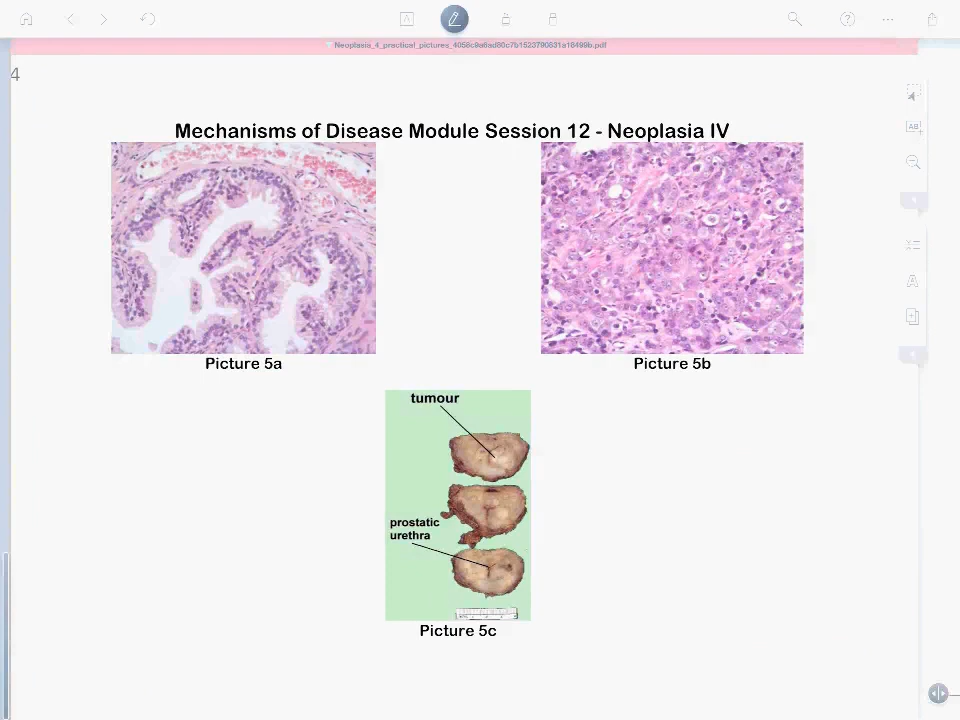 4
Mechanisms of Disease Module Session 12 - Neoplasia IV
Picture 5a
Picture 5b
tumour
prostatic
urethra
Picture 5c